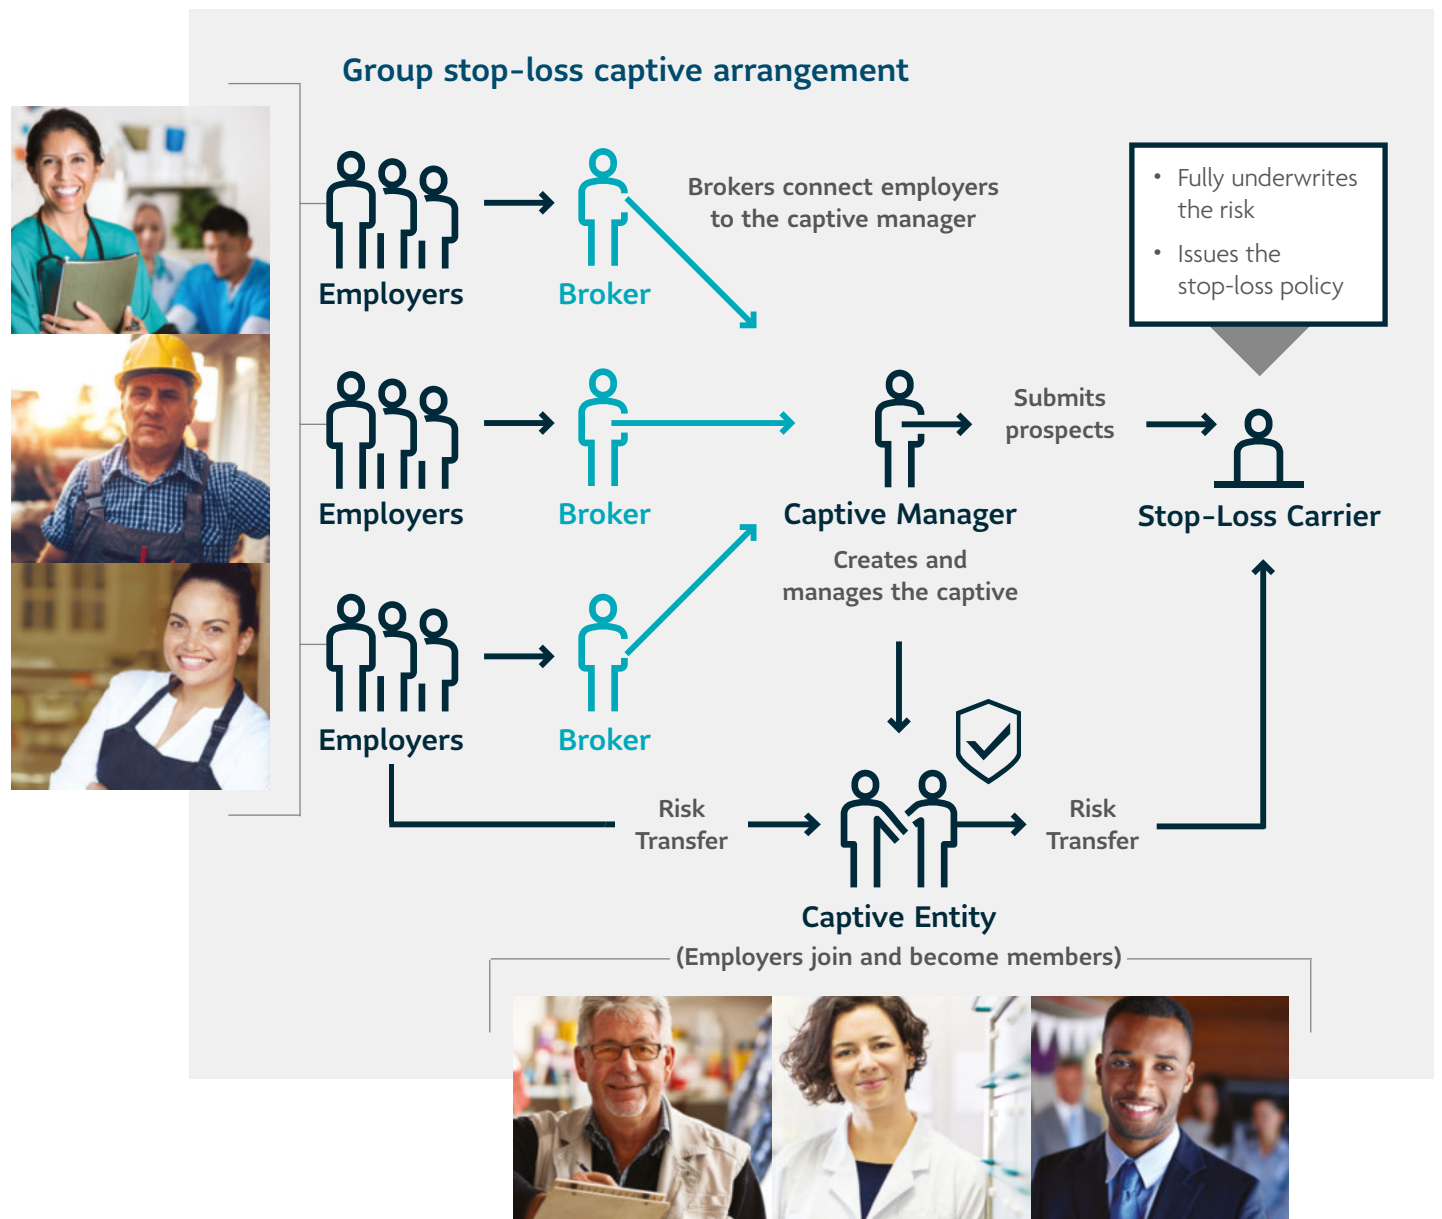 Group stop-loss captive arrangement
Employers
Broker
Brokers connect employers
to the captive manager
• Fully underwrites
the risk
• Issues the
stop-loss policy
Employers
Broker
Captive Manager
Creates and
manages the captive
Submits
prospects
Stop-Loss Carrier
Employers
Broker
Risk
Transfer
Captive Entity
(Employers join and become members)
Risk
Transfer